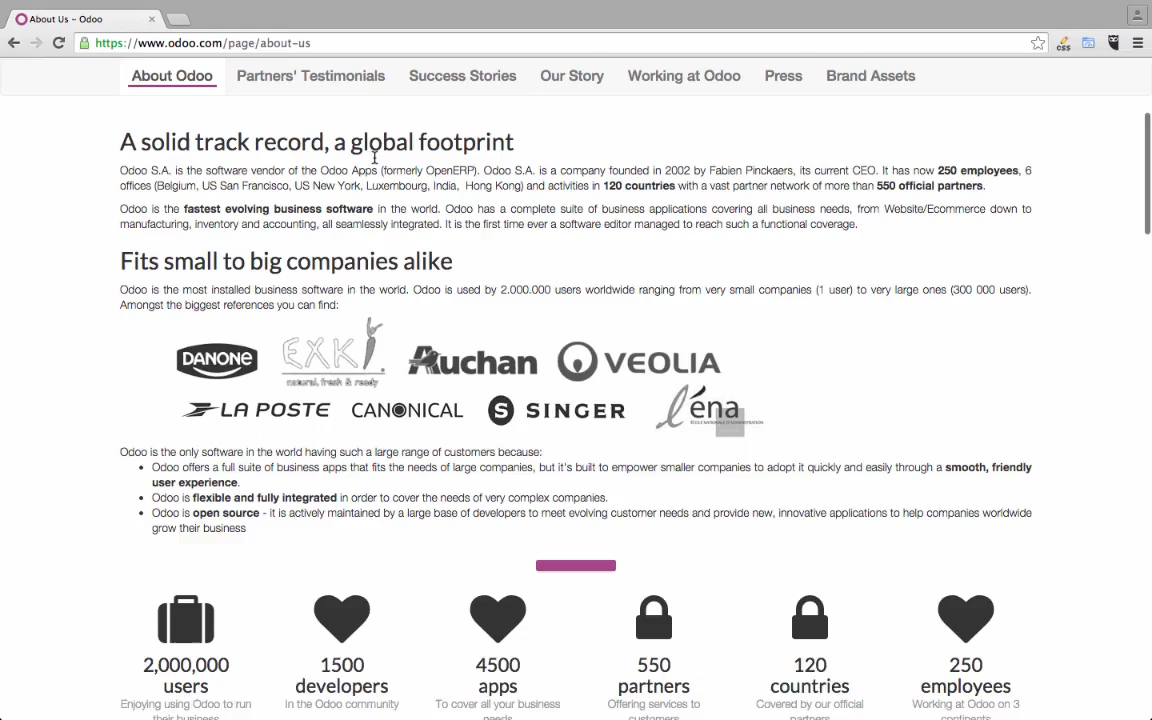 About Us – Odoo
https://www.odoo.com/page/about-us
css
About Odoo Partners' Testimonials Success Stories Our Story Working at Odoo Press Brand Assets
A solid track record, a global footprint
Odoo S.A. is the software vendor of the Odoo Apps (formerly OpenERP). Odoo S.A. is a company founded in 2002 by Fabien Pinckaers, its current CEO. It has now 250 employees, 6
offices (Belgium, US San Francisco, US New York, Luxembourg, India, Hong Kong) and activities in 120 countries with a vast partner network of more than 550 official partners.
Odoo is the fastest evolving business software in the world. Odoo has a complete suite of business applications covering all business needs, from Website/Ecommerce down to
manufacturing, inventory and accounting, all seamlessly integrated. It is the first time ever a software editor managed to reach such a functional coverage.
Fits small to big companies alike
Odoo is the most installed business software in the world. Odoo is used by 2.000.000 users worldwide ranging from very small companies (1 user) to very large ones (300 000 users).
Amongst the biggest references you can find:
DANONE EXKi Auchan VEOLIA
natural, fresh & ready
LA POSTE CANONICAL SINGER l'éna
Odoo is the only software in the world having such a large range of customers because:
Odoo offers a full suite of business apps that fits the needs of large companies, but it's built to empower smaller companies to adopt it quickly and easily through a smooth, friendly
user experience.
Odoo is flexible and fully integrated in order to cover the needs of very complex companies.
Odoo is open source - it is actively maintained by a large base of developers to meet evolving customer needs and provide new, innovative applications to help companies worldwide
grow their business
2,000,000 1500 4500 550 120 250
users developers apps partners countries employees
Enjoying using Odoo to run In the Odoo community To cover all your business Offering services to Covered by our official Working at Odoo on 3
their business needs customers partners continents